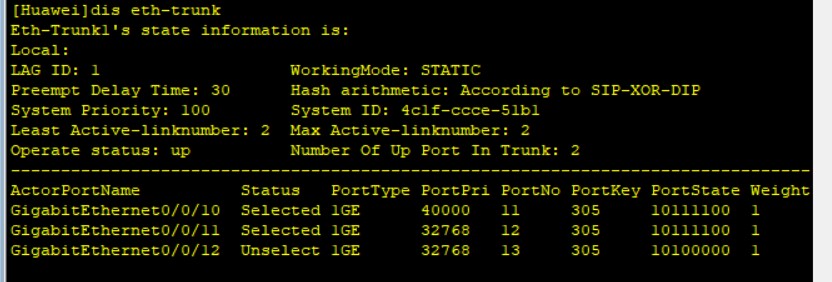 [Huawei]dis eth-trunk
Eth-Trunk1's state information is:
Local:
LAG ID: 1 WorkingMode: STATIC
Preempt Delay Time: 30 Hash arithmetic: According to SIP-XOR-DIP
System Priority: 100 System ID: 4c1f-ccce-51b1
Least Active-linknumber: 2 Max Active-linknumber: 2
Operate status: up Number Of Up Port In Trunk: 2
--------------------------------------------------------------------------------
ActorPortName Status PortType PortPri PortNo PortKey PortState Weight
GigabitEthernet0/0/10 Selected 1GE 40000 11 305 10111100 1
GigabitEthernet0/0/11 Selected 1GE 32768 12 305 10111100 1
GigabitEthernet0/0/12 Unselect 1GE 32768 13 305 10100000 1